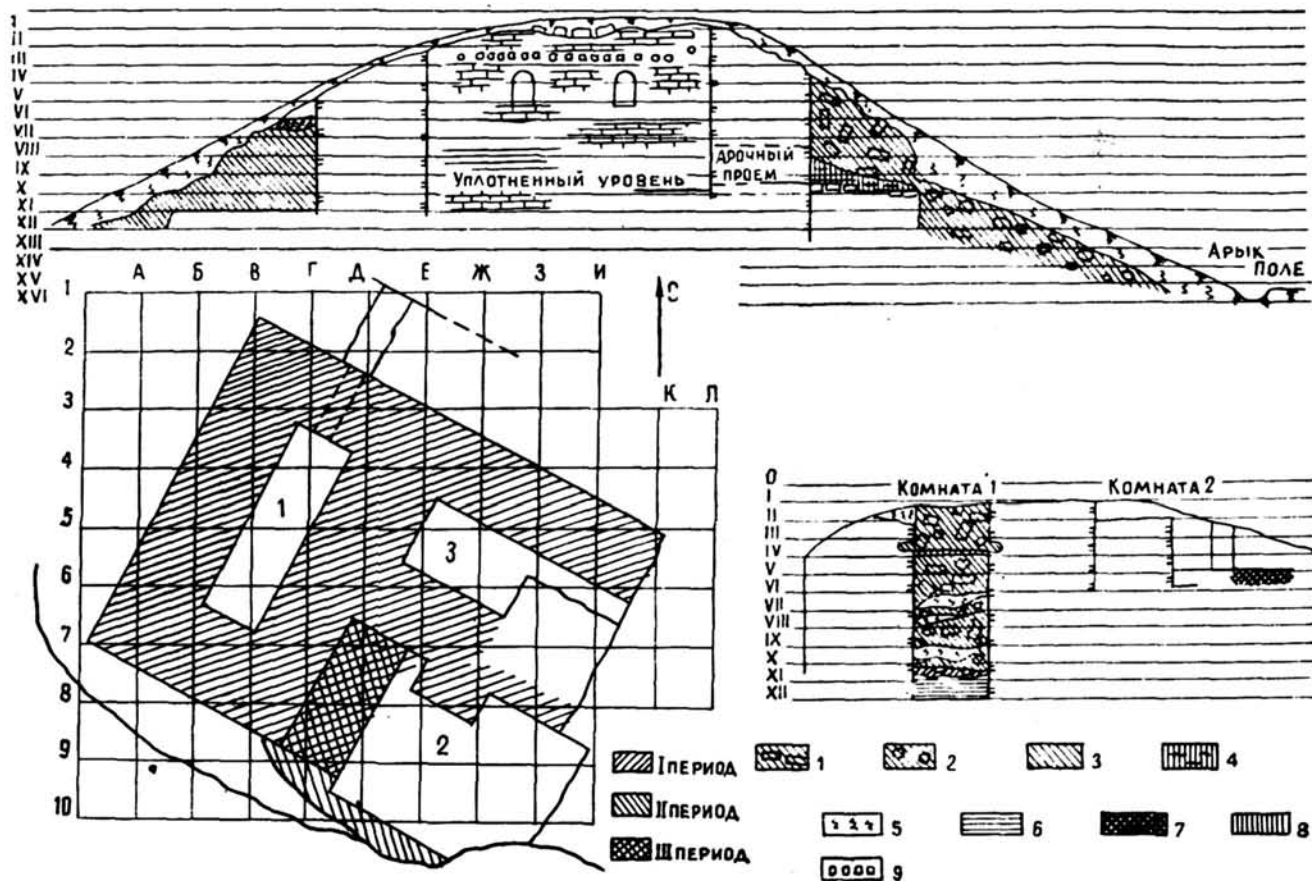 I
II
III
IV
V
VI
VII
VIII
IX
X
XI
XII
XIII
XIV
XV
XVI
Уплотненный уровень
Арочный
проем
Арык
Поле
А Б В Г Д Е Ж З И
К Л
С
1
2
3
4
5
6
7
8
9
10
1
3
2
0
I
II
III
IV
V
VI
VII
VIII
IX
X
XI
XII
Комната 1
Комната 2
I период
II период
III период
1 2 3 4
5 6 7 8
9